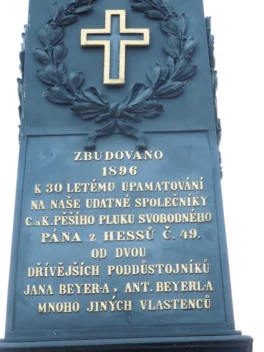 ZBUDOVÁNO
1896
K 30 LETÉMU UPAMATOVÁNÍ
NA NAŠE UDATNÉ SPOLEČNÍKY
C.a K. PĚŠÍHO PLUKU SVOBODNÉHO
PÁNA z HESSŮ Č. 49.
OD DVOU
DŘÍVĚJŠÍCH PODDŮSTOJNÍKŮ
JANA BEYER-A, ANT. BEYERL-A
MNOHO JINÝCH VLASTENCŮ